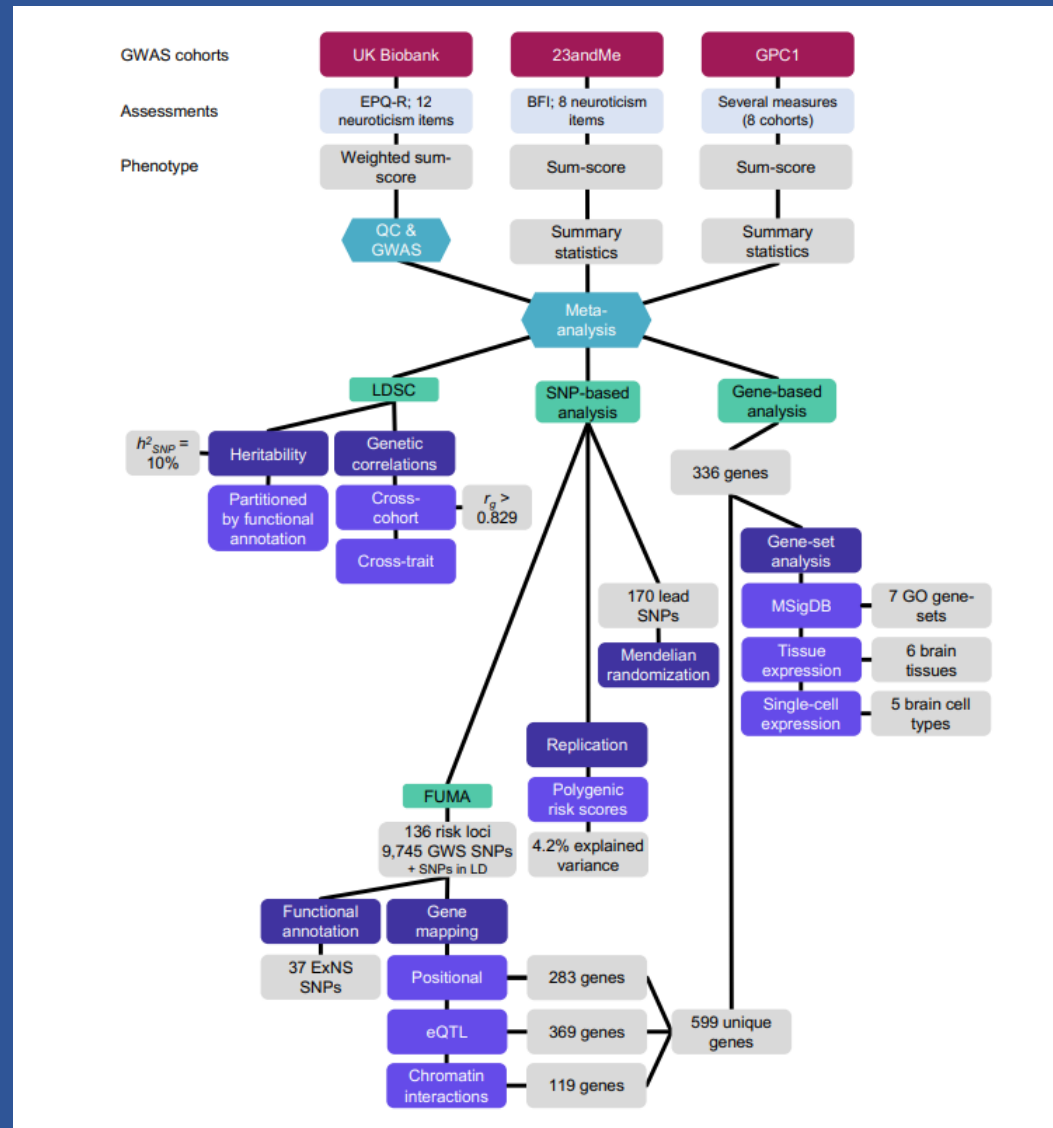 GWAS cohorts
UK Biobank
23andMe
GPC1
Assessments
EPQ-R; 12
neuroticism items
BFI; 8 neuroticism
items
Several measures
(8 cohorts)
Phenotype
Weighted sum-
score
Sum-score
Sum-score
QC &
GWAS
Summary
statistics
Summary
statistics
Meta-
analysis
LDSC
SNP-based
analysis
Gene-based
analysis
h²SNP =
10%
Heritability
Genetic
correlations
336 genes
Partitioned
by functional
annotation
Cross-
cohort
rg >
0.829
Cross-trait
Gene-set
analysis
MSigDB
7 GO gene-
sets
Tissue
expression
6 brain
tissues
Single-cell
expression
5 brain cell
types
170 lead
SNPs
Mendelian
randomization
Replication
Polygenic
risk scores
4.2% explained
variance
FUMA
136 risk loci
9,745 GWS SNPs
+ SNPs in LD
Functional
annotation
Gene
mapping
37 ExNS
SNPs
Positional
283 genes
eQTL
369 genes
599 unique
genes
Chromatin
interactions
119 genes